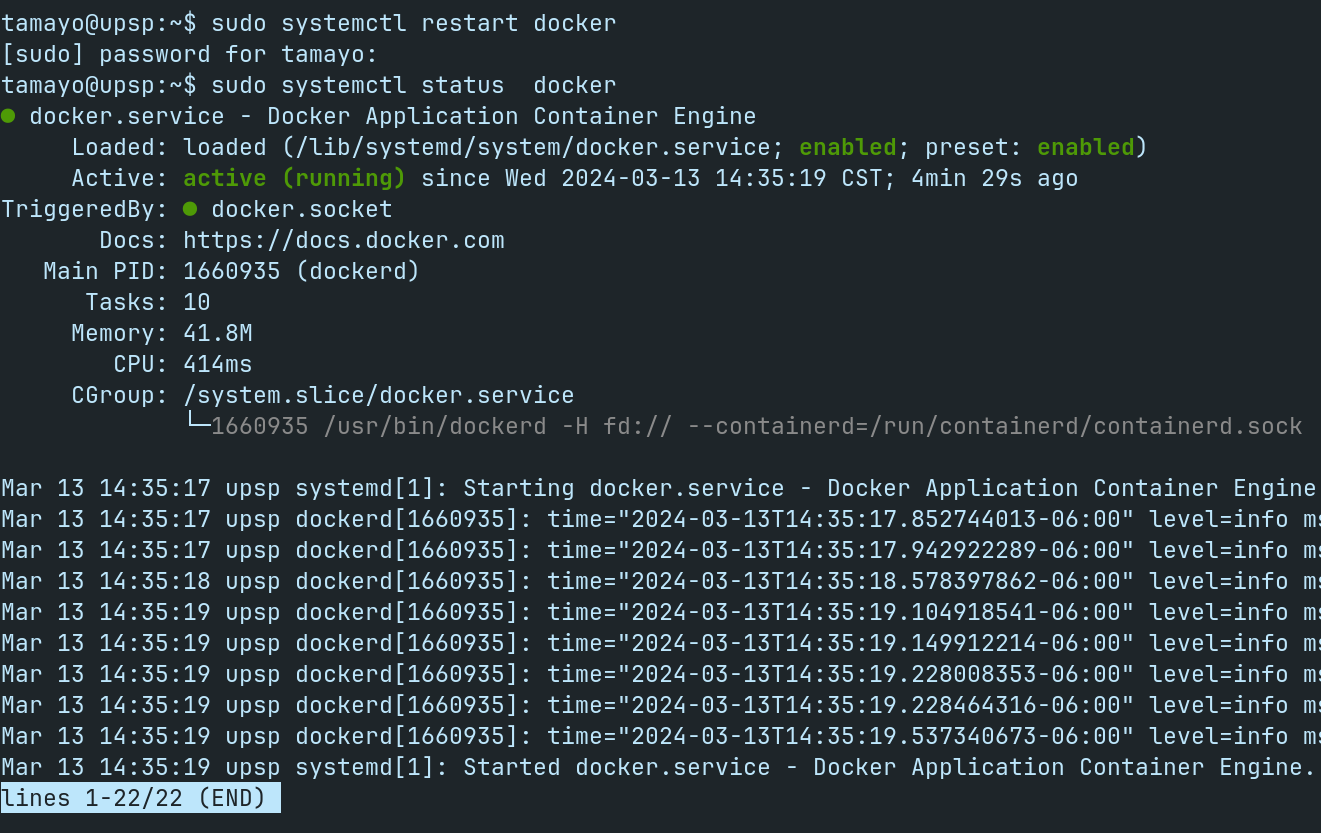 tamayo@upsp:~$ sudo systemctl restart docker
[sudo] password for tamayo:
tamayo@upsp:~$ sudo systemctl status  docker
● docker.service - Docker Application Container Engine
     Loaded: loaded (/lib/systemd/system/docker.service; enabled; preset: enabled)
     Active: active (running) since Wed 2024-03-13 14:35:19 CST; 4min 29s ago
TriggeredBy: ● docker.socket
       Docs: https://docs.docker.com
   Main PID: 1660935 (dockerd)
      Tasks: 10
     Memory: 41.8M
        CPU: 414ms
     CGroup: /system.slice/docker.service
             └─1660935 /usr/bin/dockerd -H fd:// --containerd=/run/containerd/containerd.sock

Mar 13 14:35:17 upsp systemd[1]: Starting docker.service - Docker Application Container Engine
Mar 13 14:35:17 upsp dockerd[1660935]: time="2024-03-13T14:35:17.852744013-06:00" level=info ms
Mar 13 14:35:17 upsp dockerd[1660935]: time="2024-03-13T14:35:17.942922289-06:00" level=info ms
Mar 13 14:35:18 upsp dockerd[1660935]: time="2024-03-13T14:35:18.578397862-06:00" level=info ms
Mar 13 14:35:19 upsp dockerd[1660935]: time="2024-03-13T14:35:19.104918541-06:00" level=info ms
Mar 13 14:35:19 upsp dockerd[1660935]: time="2024-03-13T14:35:19.149912214-06:00" level=info ms
Mar 13 14:35:19 upsp dockerd[1660935]: time="2024-03-13T14:35:19.228008353-06:00" level=info ms
Mar 13 14:35:19 upsp dockerd[1660935]: time="2024-03-13T14:35:19.228464316-06:00" level=info ms
Mar 13 14:35:19 upsp dockerd[1660935]: time="2024-03-13T14:35:19.537340673-06:00" level=info ms
Mar 13 14:35:19 upsp systemd[1]: Started docker.service - Docker Application Container Engine.
lines 1-22/22 (END)